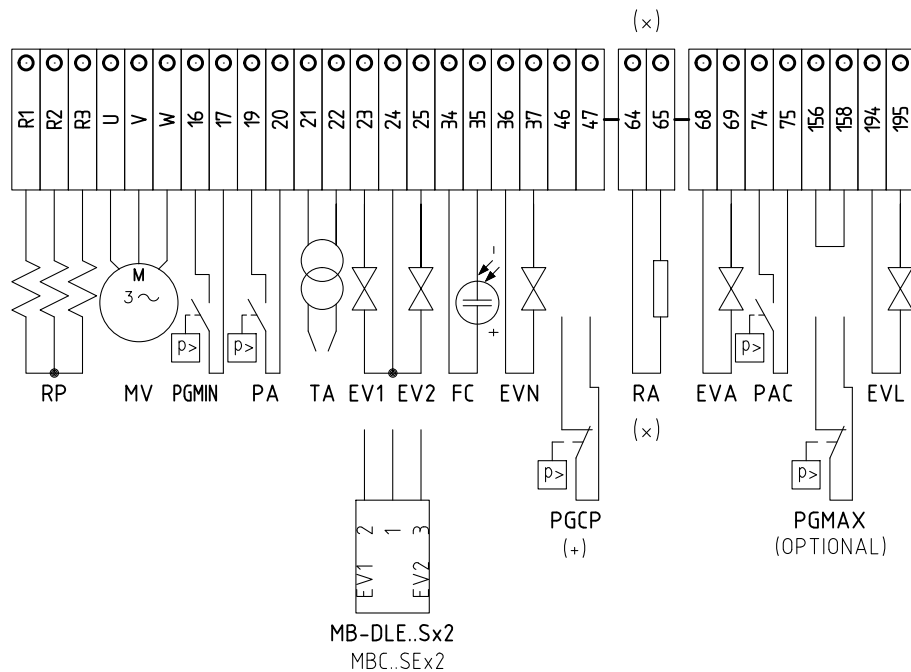 (x)
R1 R2 R3 U V W 16 17 19 20 21 22 23 24 25 34 35 36 37 46 47 64 65 68 69 74 75 156 158 194 195
M
3~
-
+
p> p> p>
RP MV PGMIN PA TA EV1 EV2 FC EVN RA EVA PAC EVL
(x)
p> p>
2 1 3
EV1 EV2
PGCP PGMAX
(+) (OPTIONAL)
MB-DLE..Sx2
MBC..SEx2